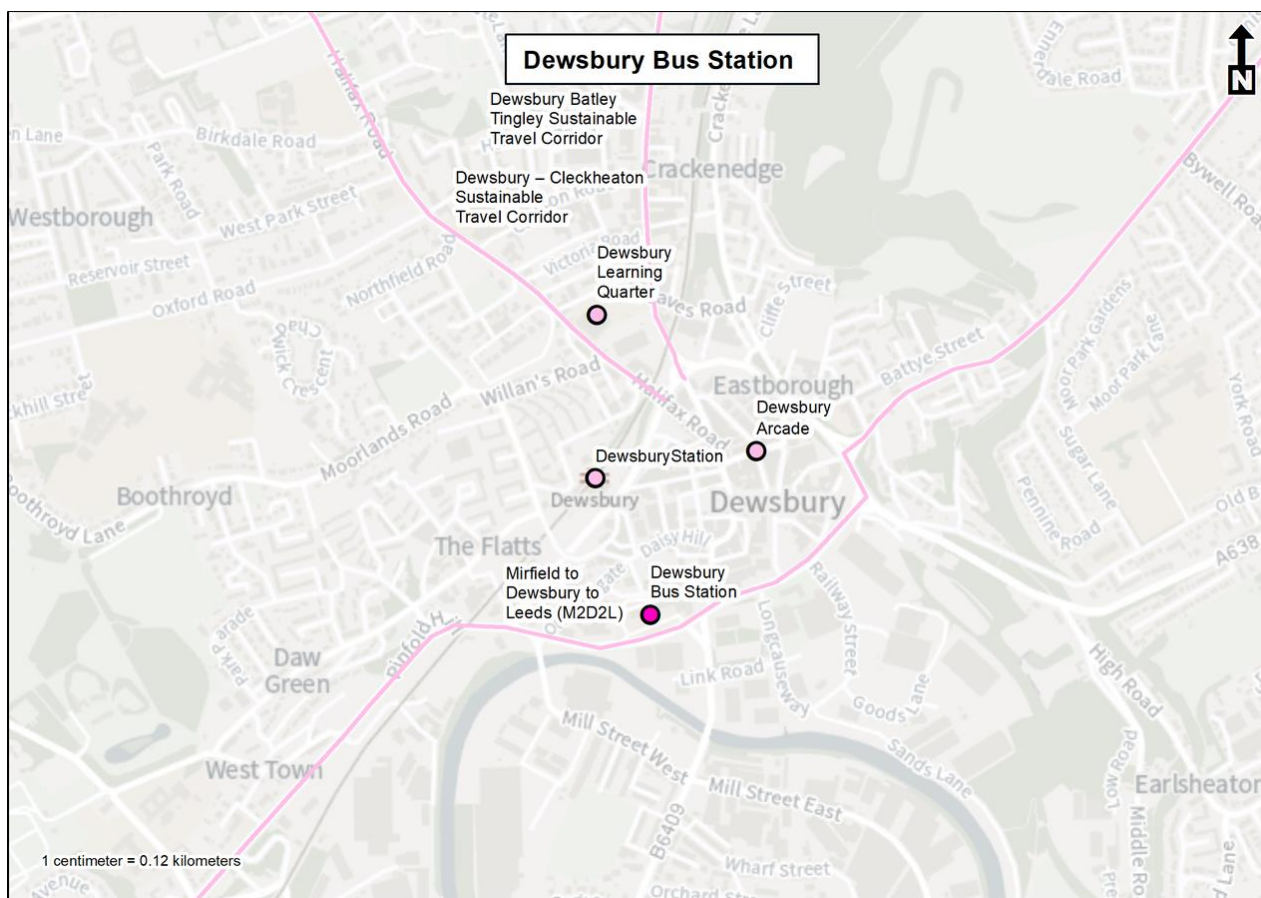 Dewsbury Bus Station
N
Dewsbury Batley
Tingley Sustainable
Travel Corridor
Dewsbury – Cleckheaton
Sustainable
Travel Corridor
Dewsbury
Learning
Quarter
Dewsbury
Arcade
DewsburyStation
Mirfield to
Dewsbury to
Leeds (M2D2L)
Dewsbury
Bus Station
Halifax Road
Birkdale Road
Park Road
Westborough
West Park Street
Reservoir Street
Oxford Road
Northfield Road
Crackenedge
Cliffe Street
Road
Bywell Road
Moor Park Gardens
Moor Park Lane
York Road
Sugar Lane
Pennine Road
A638
Battye Street
Eastborough
Halifax Road
Willan's Road
Moorlands Road
Boothroyd
Boothroyd Lane
Dewsbury
Dewsbury
The Flatts
Daisy Hill
Daw
Green
West Town
Railway Street
Longcauseway
Link Road
Goods Lane
Sands Lane
High Road
Low Road
Earlsheaton
Mill Street West
Mill Street East
B6409
Wharf Street
1 centimeter = 0.12 kilometers